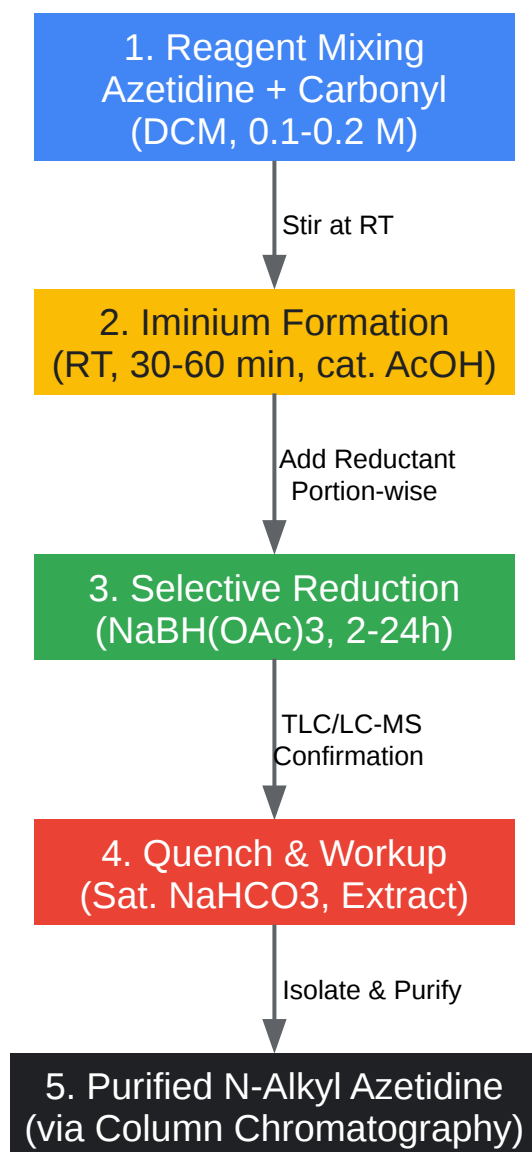 1. Reagent Mixing
Azetidine + Carbonyl
(DCM, 0.1-0.2 M)
Stir at RT
2. Iminium Formation
(RT, 30-60 min, cat. AcOH)
Add Reductant
Portion-wise
3. Selective Reduction
(NaBH(OAc)3, 2-24h)
TLC/LC-MS
Confirmation
4. Quench & Workup
(Sat. NaHCO3, Extract)
Isolate & Purify
5. Purified N-Alkyl Azetidine
(via Column Chromatography)